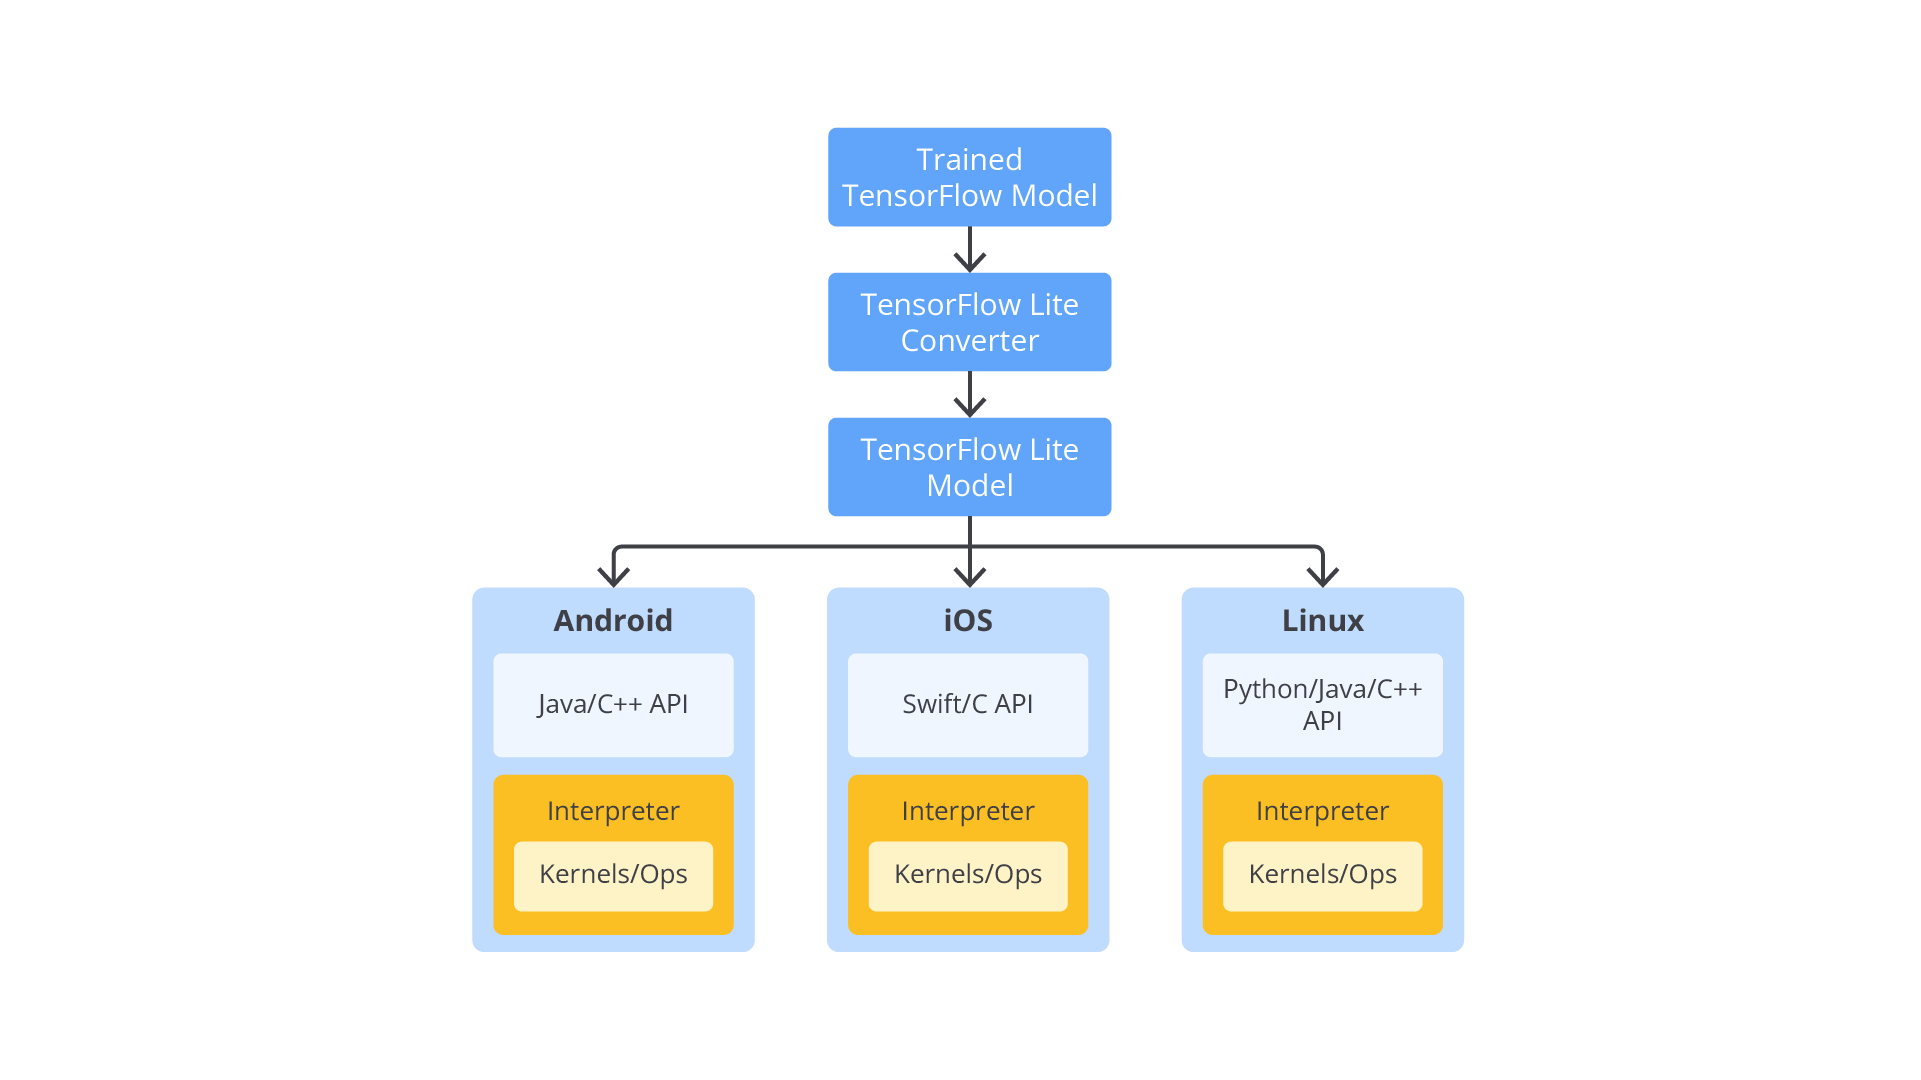 Trained
TensorFlow Model
TensorFlow Lite
Converter
TensorFlow Lite
Model
Android
Java/C++ API
Interpreter
Kernels/Ops
iOS
Swift/C API
Interpreter
Kernels/Ops
Linux
Python/Java/C++
API
Interpreter
Kernels/Ops